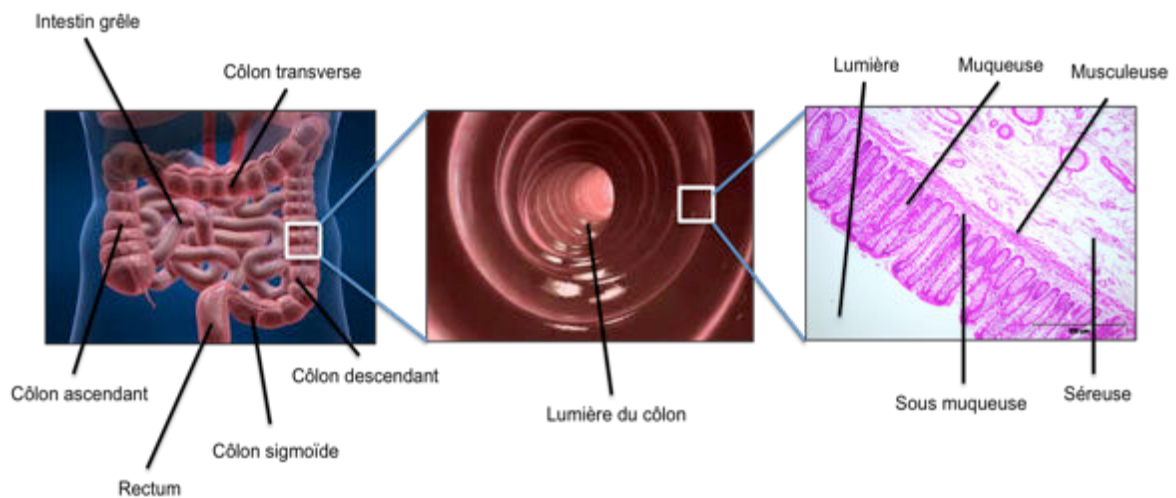 Intestin grêle
Côlon transverse
Lumière
Muqueuse
Musculeuse
Côlon ascendant
Côlon descendant
Lumière du côlon
Sous muqueuse
Séreuse
Côlon sigmoïde
Rectum